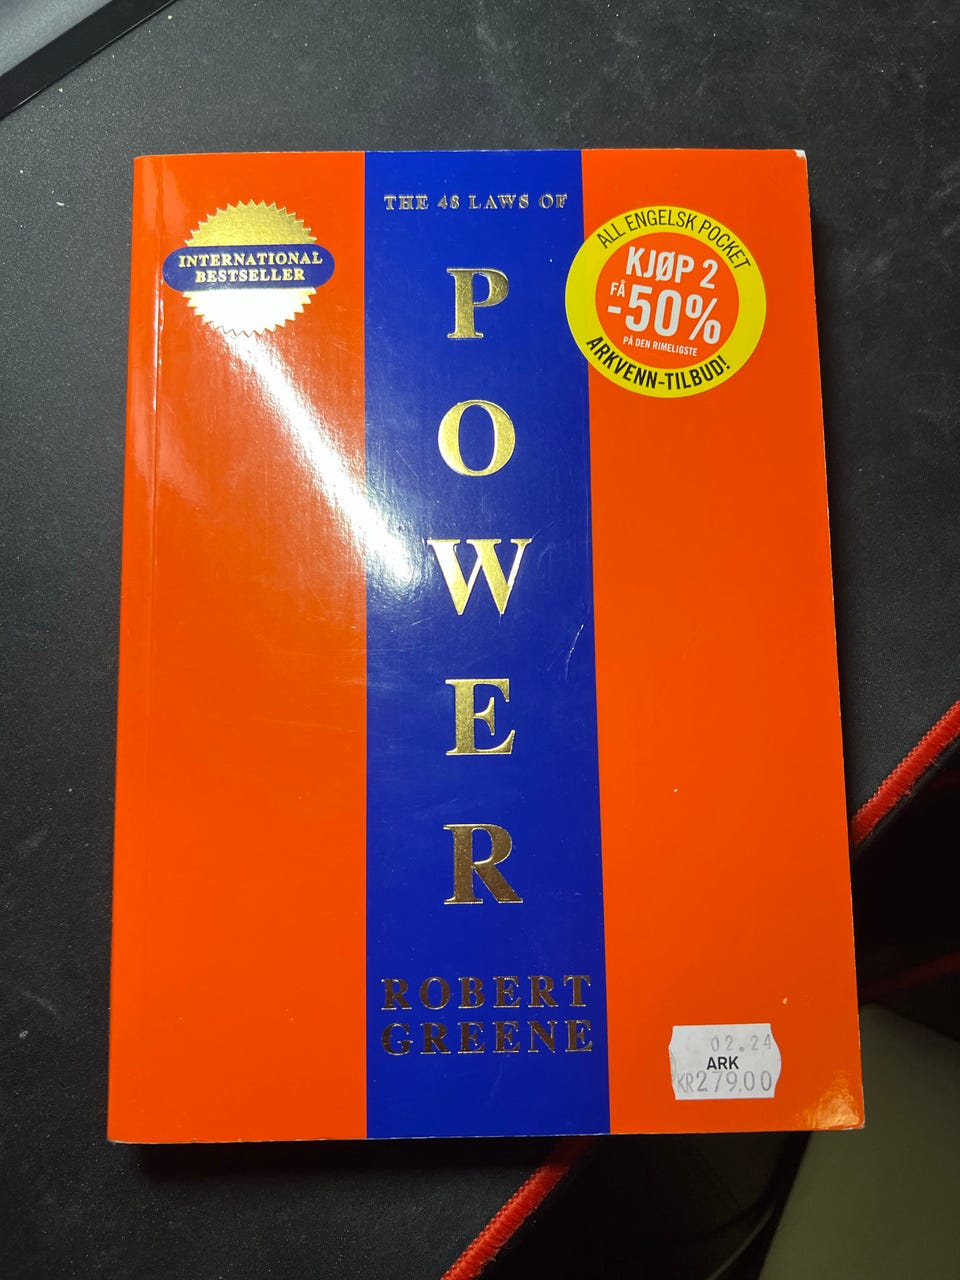 THE 48 LAWS OF
POWER
INTERNATIONAL
BESTSELLER
ALL ENGELSK POCKET
KJØP 2
FÅ
-50%
PÅ DEN RIMELIGSTE
ARKVENN-TILBUD!
ROBERT
GREENE
02.24
ARK
KR279.00